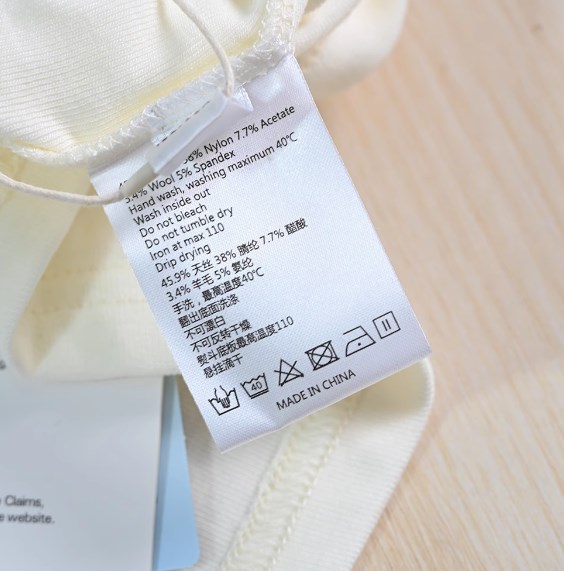 % Nylon 7.7% Acetate
3.4% Wool 5% Spandex
Hand wash, washing maximum 40℃
Wash inside out
Do not bleach
Do not tumble dry
Iron at max 110
Drip drying
45.9% 天丝 38% 腈纶 7.7% 醋酸
3.4% 羊毛 5% 氨纶
手洗，最高温度40℃
翻出底面洗涤
不可漂白
不可反转干燥
熨斗底板最高温度110
悬挂滴干
40
MADE IN CHINA
Claims,
website.